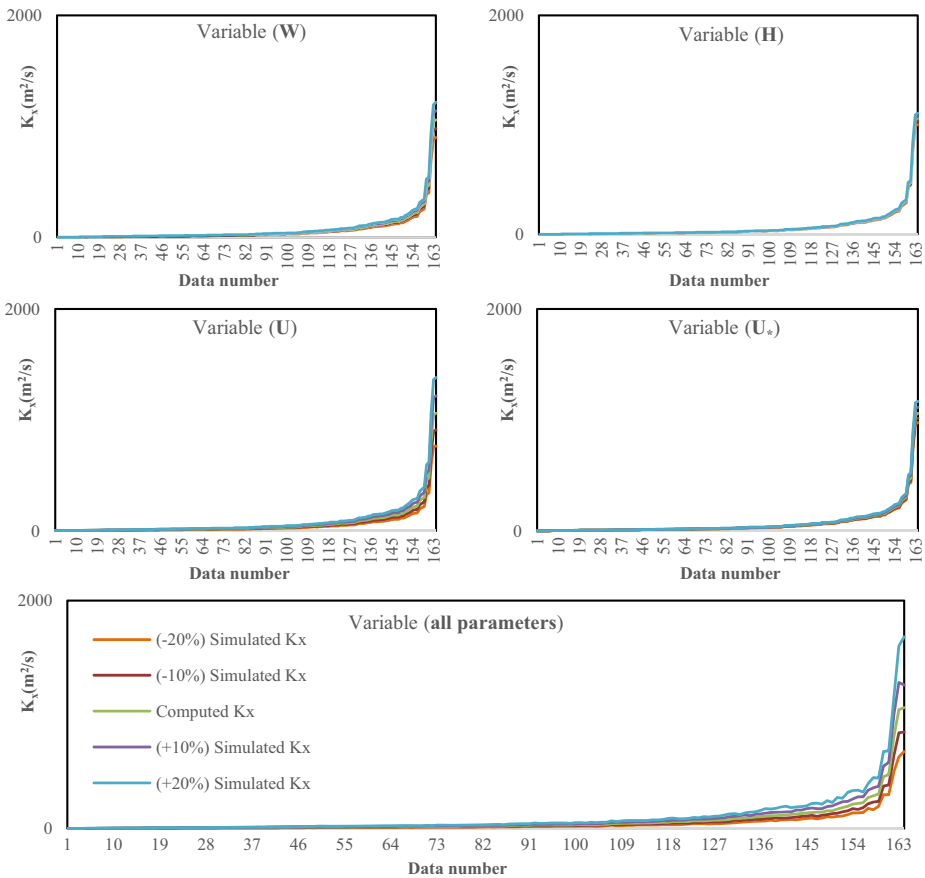 2000
Variable (W)
Kₓ(m²/s)
0
1 10 19 28 37 46 55 64 73 82 91 100 109 118 127 136 145 154 163
Data number
2000
Variable (H)
Kₓ(m²/s)
0
1 10 19 28 37 46 55 64 73 82 91 100 109 118 127 136 145 154 163
Data number
2000
Variable (U)
Kₓ(m²/s)
0
1 10 19 28 37 46 55 64 73 82 91 100 109 118 127 136 145 154 163
Data number
2000
Variable (U*)
Kₓ(m²/s)
0
1 10 19 28 37 46 55 64 73 82 91 100 109 118 127 136 145 154 163
Data number
2000
Variable (all parameters)
Kₓ(m²/s)
(-20%) Simulated Kx
(-10%) Simulated Kx
Computed Kx
(+10%) Simulated Kx
(+20%) Simulated Kx
0
1 10 19 28 37 46 55 64 73 82 91 100 109 118 127 136 145 154 163
Data number